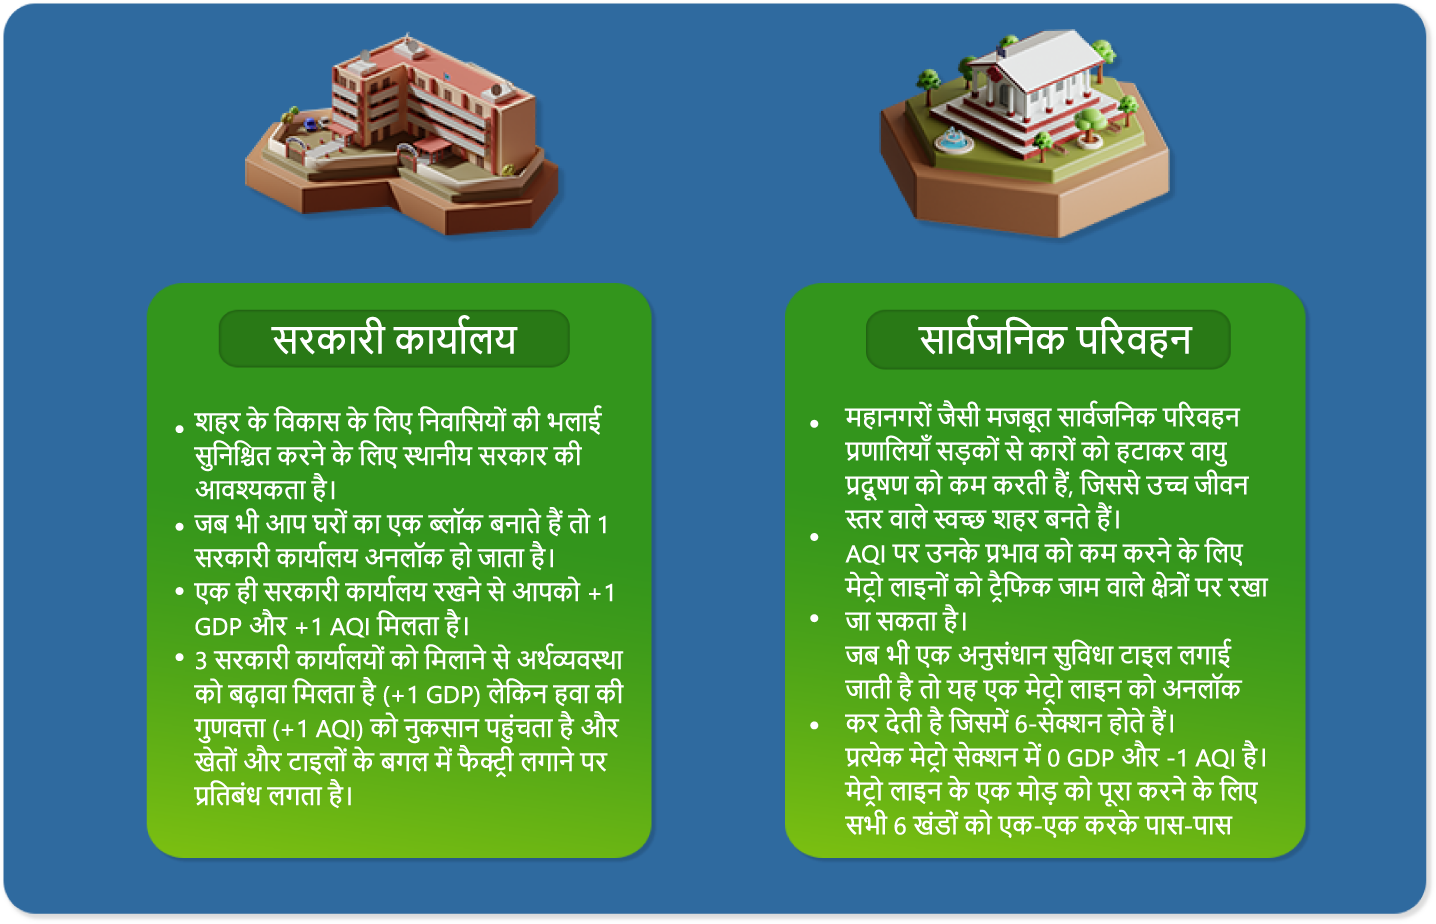 सरकारी कार्यालय
शहर के विकास के लिए निवासियों की भलाई
सुनिश्चित करने के लिए स्थानीय सरकार की
आवश्यकता है।
जब भी आप घरों का एक ब्लॉक बनाते हैं तो 1
सरकारी कार्यालय अनलॉक हो जाता है।
एक ही सरकारी कार्यालय रखने से आपको +1
GDP और +1 AQI मिलता है।
3 सरकारी कार्यालयों को मिलाने से अर्थव्यवस्था
को बढ़ावा मिलता है (+1 GDP) लेकिन हवा की
गुणवत्ता (+1 AQI) को नुकसान पहुंचता है और
खेतों और टाइलों के बगल में फैक्ट्री लगाने पर
प्रतिबंध लगता है।
सार्वजनिक परिवहन
महानगरों जैसी मजबूत सार्वजनिक परिवहन
प्रणालियाँ सड़कों से कारों को हटाकर वायु
प्रदूषण को कम करती हैं, जिससे उच्च जीवन
स्तर वाले स्वच्छ शहर बनते हैं।
AQI पर उनके प्रभाव को कम करने के लिए
मेट्रो लाइनों को ट्रैफिक जाम वाले क्षेत्रों पर रखा
जा सकता है।
जब भी एक अनुसंधान सुविधा टाइल लगाई
जाती है तो यह एक मेट्रो लाइन को अनलॉक
कर देती है जिसमें 6-सेक्शन होते हैं।
प्रत्येक मेट्रो सेक्शन में 0 GDP और -1 AQI है।
मेट्रो लाइन के एक मोड़ को पूरा करने के लिए
सभी 6 खंडों को एक-एक करके पास-पास